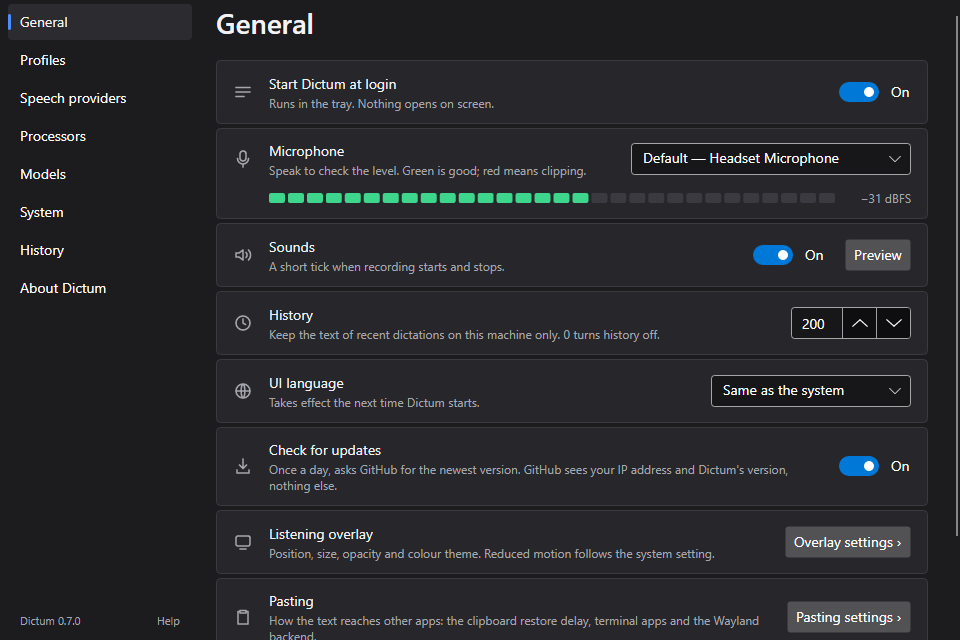 General
Profiles
Speech providers
Processors
Models
System
History
About Dictum
Dictum 0.7.0
Help
General
Start Dictum at login
Runs in the tray. Nothing opens on screen.
On
Microphone
Speak to check the level. Green is good; red means clipping.
Default — Headset Microphone
−31 dBFS
Sounds
A short tick when recording starts and stops.
On
Preview
History
Keep the text of recent dictations on this machine only. 0 turns history off.
200
UI language
Takes effect the next time Dictum starts.
Same as the system
Check for updates
Once a day, asks GitHub for the newest version. GitHub sees your IP address and Dictum's version,
nothing else.
On
Listening overlay
Position, size, opacity and colour theme. Reduced motion follows the system setting.
Overlay settings ›
Pasting
How the text reaches other apps: the clipboard restore delay, terminal apps and the Wayland
backend.
Pasting settings ›